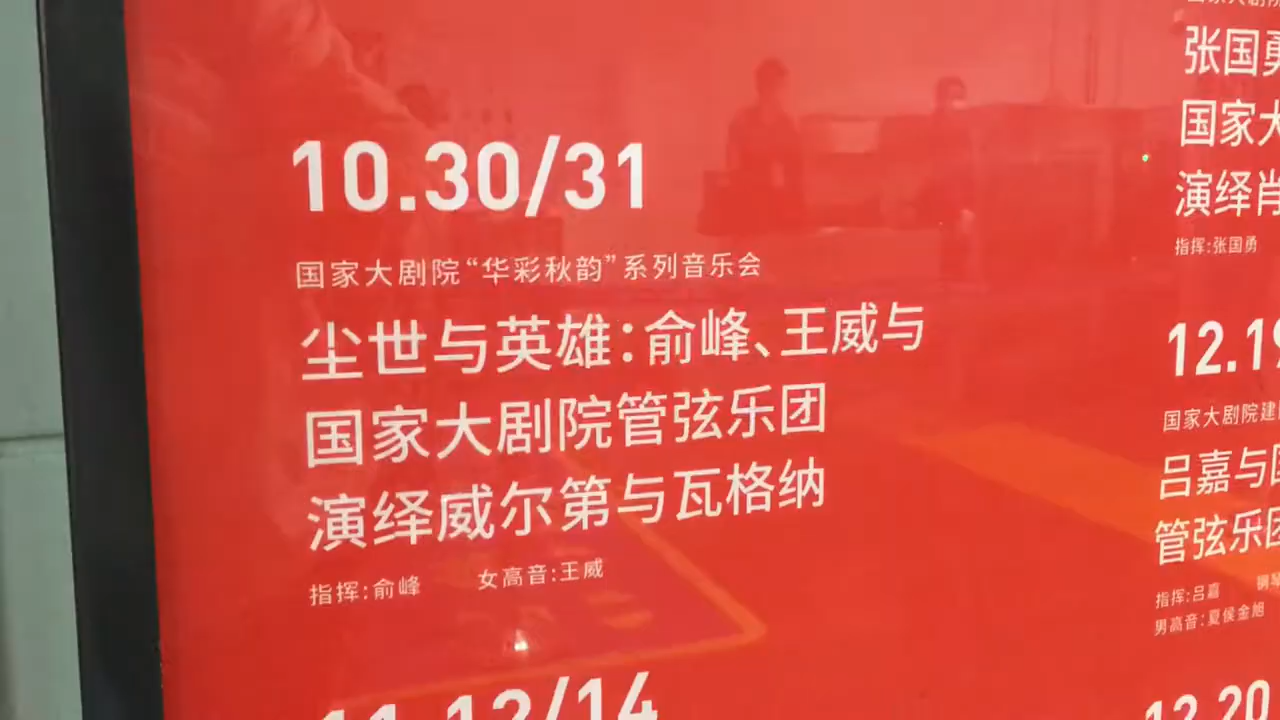 10.30/31
国家大剧院“华彩秋韵”系列音乐会
尘世与英雄:俞峰、王威与
国家大剧院管弦乐团
演绎威尔第与瓦格纳
指挥:俞峰 女高音:王威
11.12/14
张国勇
国家大
演绎肖
指挥:张国勇
12.19
国家大剧院建
吕嘉与国
管弦乐团
指挥:吕嘉 钢琴
男高音:夏侯金旭
12.20